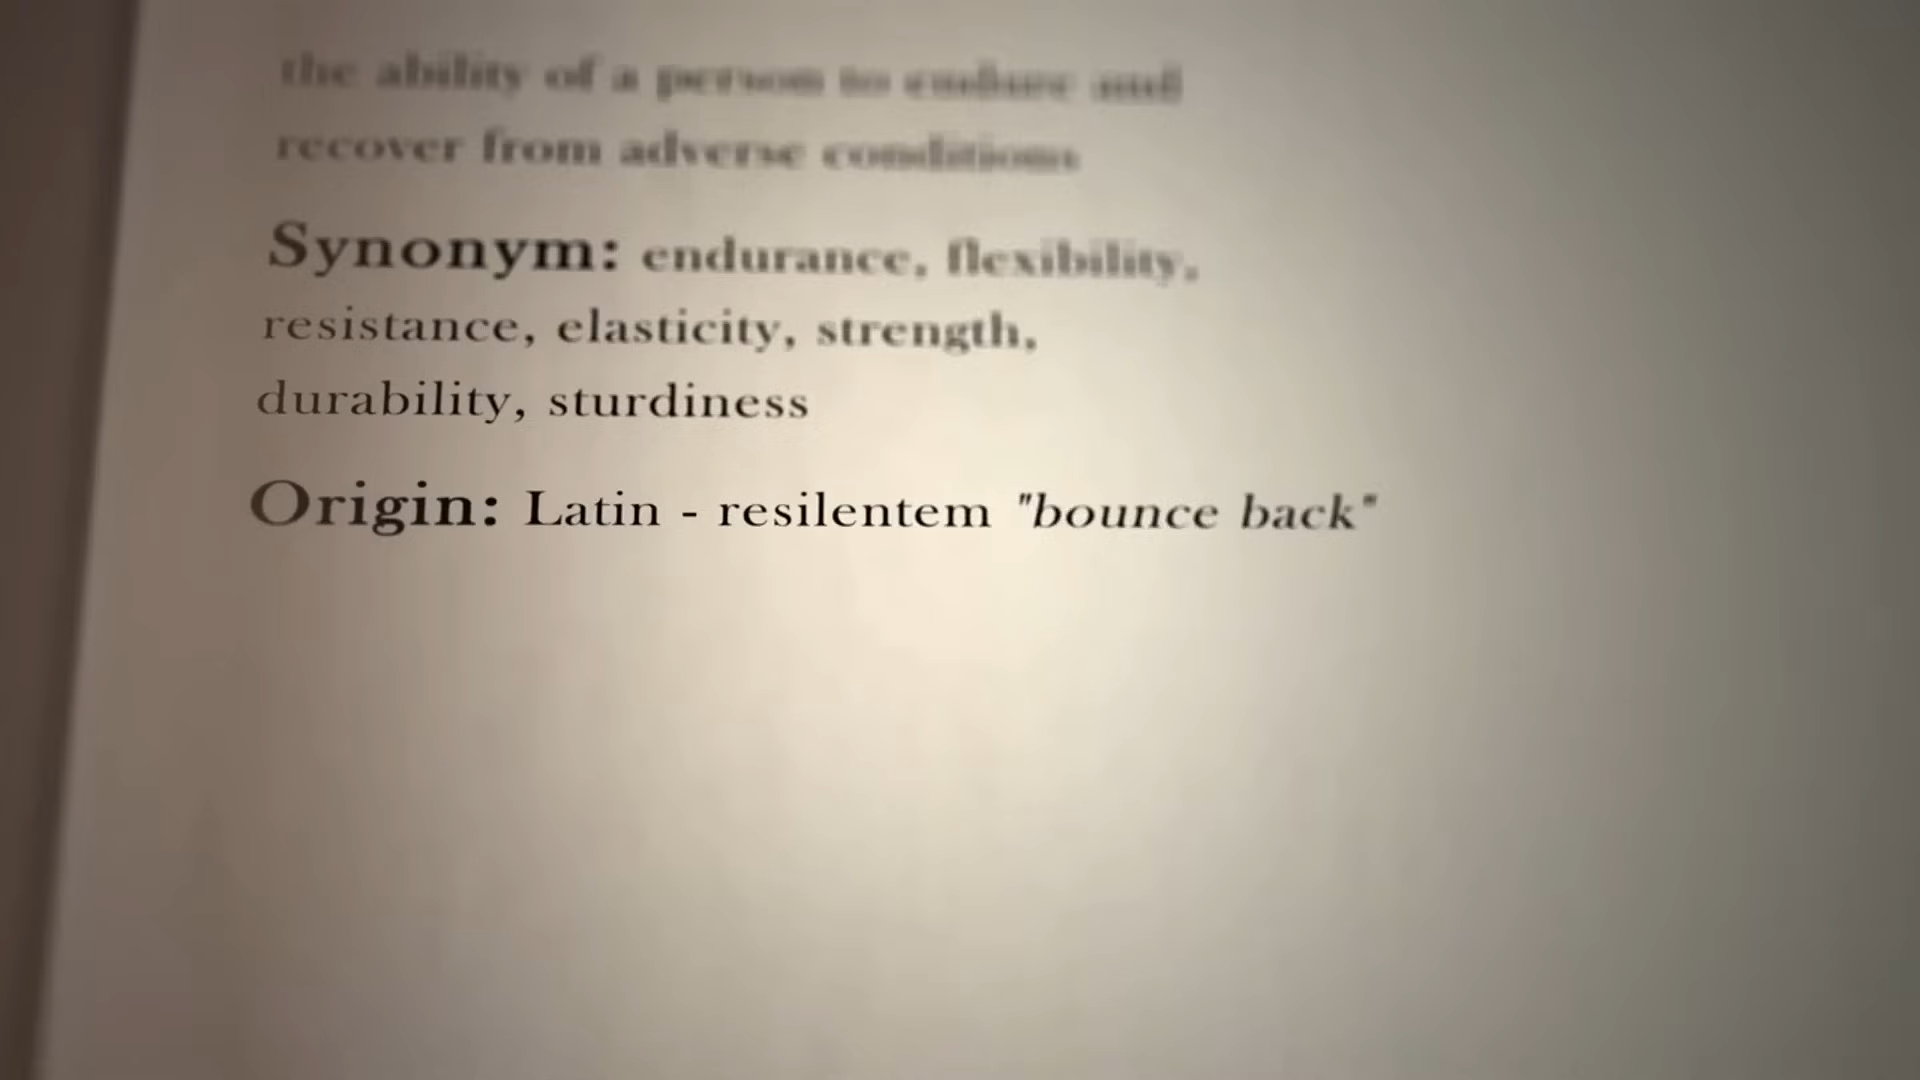 the ability of a person to endure and
recover from adverse conditions
Synonym: endurance, flexibility,
resistance, elasticity, strength,
durability, sturdiness
Origin: Latin - resilentem "bounce back"